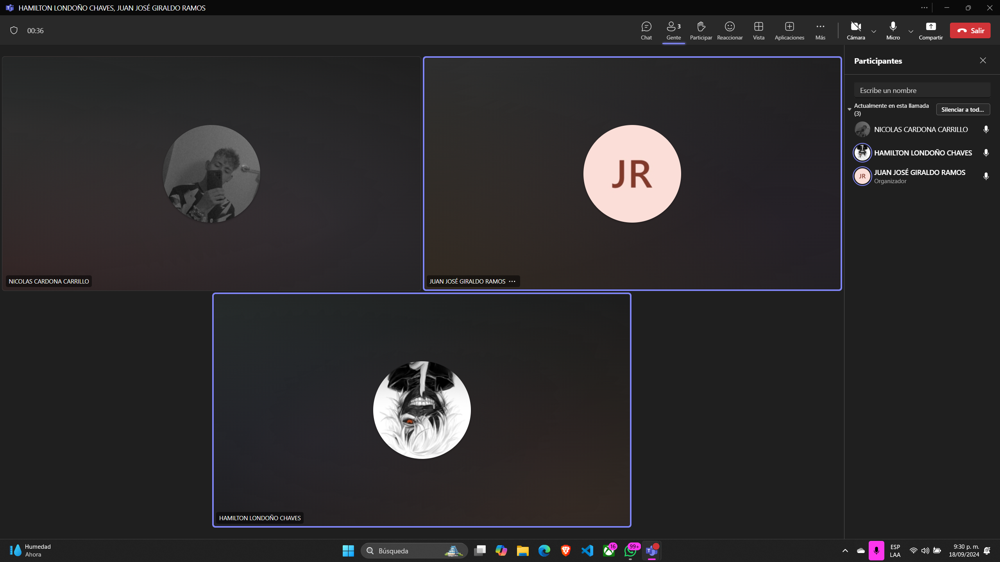 HAMILTON LONDOÑO CHAVES, JUAN JOSÉ GIRALDO RAMOS
00:36
Chat
Gente
3
Participar
Reaccionar
Vista
Aplicaciones
Más
Cámara
Micro
Compartir
Salir
NICOLAS CARDONA CARRILLO
JR
JUAN JOSÉ GIRALDO RAMOS
HAMILTON LONDOÑO CHAVES
Participantes
Escribe un nombre
Actualmente en esta llamada
(3)
Silenciar a tod...
NICOLAS CARDONA CARRILLO
HAMILTON LONDOÑO CHAVES
JR
JUAN JOSÉ GIRALDO RAMOS
Organizador
Humedad
Ahora
Búsqueda
16
99+
ESP
LAA
9:30 p. m.
18/09/2024